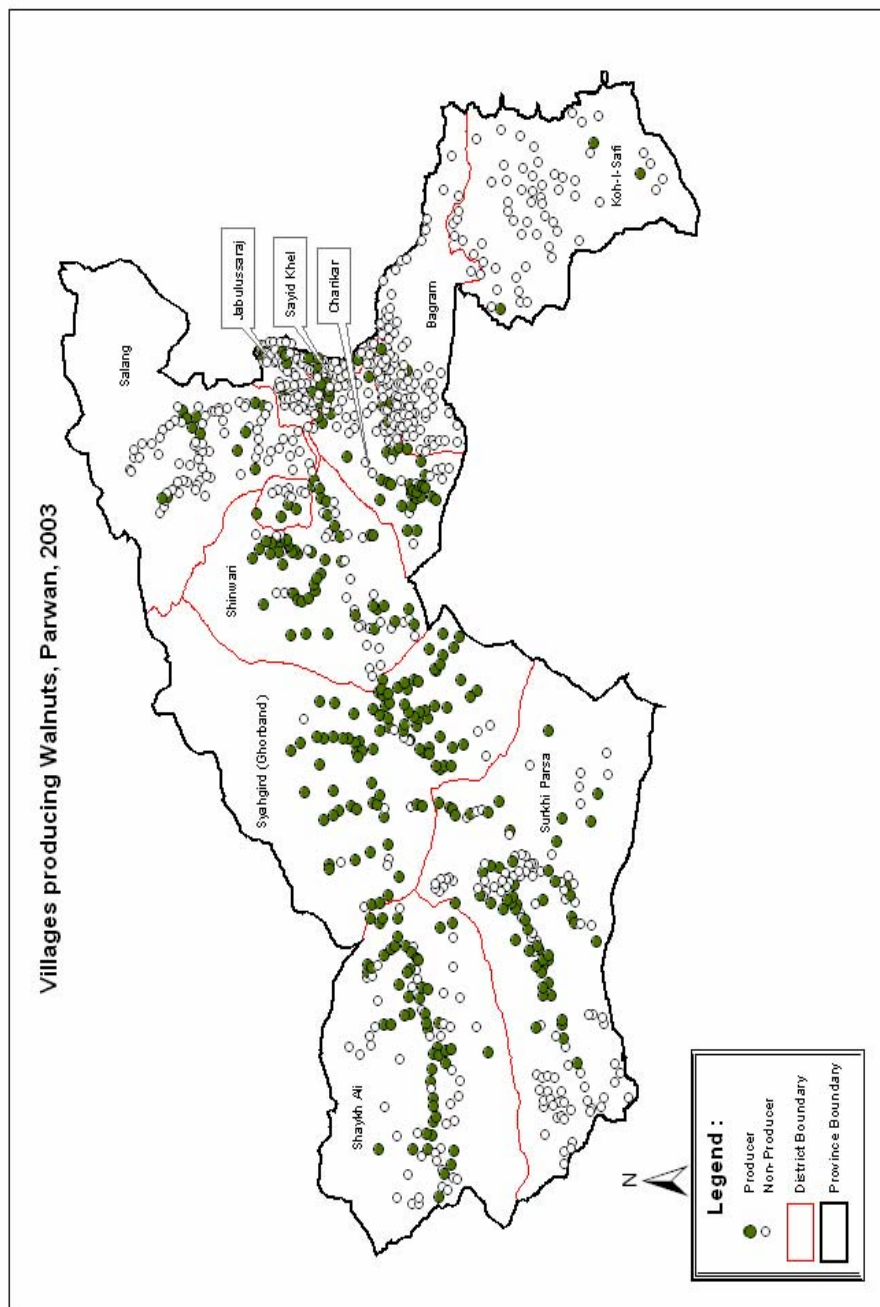 Villages producing Walnuts, Parwan, 2003
Salang
Jabulussaraj
Sayid Khel
Charikar
Shinwari
Bagram
Koh-I-Safi
Syahgird (Ghorband)
Surkhi Parsa
Shaykh Ali
N
Legend :
Producer
Non-Producer
District Boundary
Province Boundary